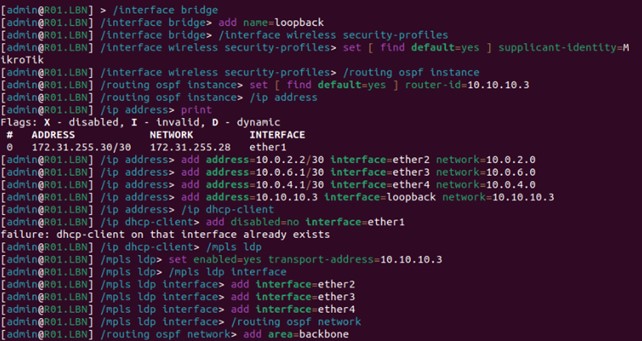 [admin@R01.LBN] > /interface bridge
[admin@R01.LBN] /interface bridge> add name=loopback
[admin@R01.LBN] /interface bridge> /interface wireless security-profiles
[admin@R01.LBN] /interface wireless security-profiles> set [ find default=yes ] supplicant-identity=M
ikroTik
[admin@R01.LBN] /interface wireless security-profiles> /routing ospf instance
[admin@R01.LBN] /routing ospf instance> set [ find default=yes ] router-id=10.10.10.3
[admin@R01.LBN] /routing ospf instance> /ip address
[admin@R01.LBN] /ip address> print
Flags: X - disabled, I - invalid, D - dynamic
# ADDRESS NETWORK INTERFACE
0 172.31.255.30/30 172.31.255.28 ether1
[admin@R01.LBN] /ip address> add address=10.0.2.2/30 interface=ether2 network=10.0.2.0
[admin@R01.LBN] /ip address> add address=10.0.6.1/30 interface=ether3 network=10.0.6.0
[admin@R01.LBN] /ip address> add address=10.0.4.1/30 interface=ether4 network=10.0.4.0
[admin@R01.LBN] /ip address> add address=10.10.10.3 interface=loopback network=10.10.10.3
[admin@R01.LBN] /ip address> /ip dhcp-client
[admin@R01.LBN] /ip dhcp-client> add disabled=no interface=ether1
failure: dhcp-client on that interface already exists
[admin@R01.LBN] /ip dhcp-client> /mpls ldp
[admin@R01.LBN] /mpls ldp> set enabled=yes transport-address=10.10.10.3
[admin@R01.LBN] /mpls ldp> /mpls ldp interface
[admin@R01.LBN] /mpls ldp interface> add interface=ether2
[admin@R01.LBN] /mpls ldp interface> add interface=ether3
[admin@R01.LBN] /mpls ldp interface> add interface=ether4
[admin@R01.LBN] /mpls ldp interface> /routing ospf network
[admin@R01.LBN] /routing ospf network> add area=backbone